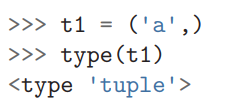 >>> t1 = ('a',)
>>> type(t1)
<type 'tuple'>